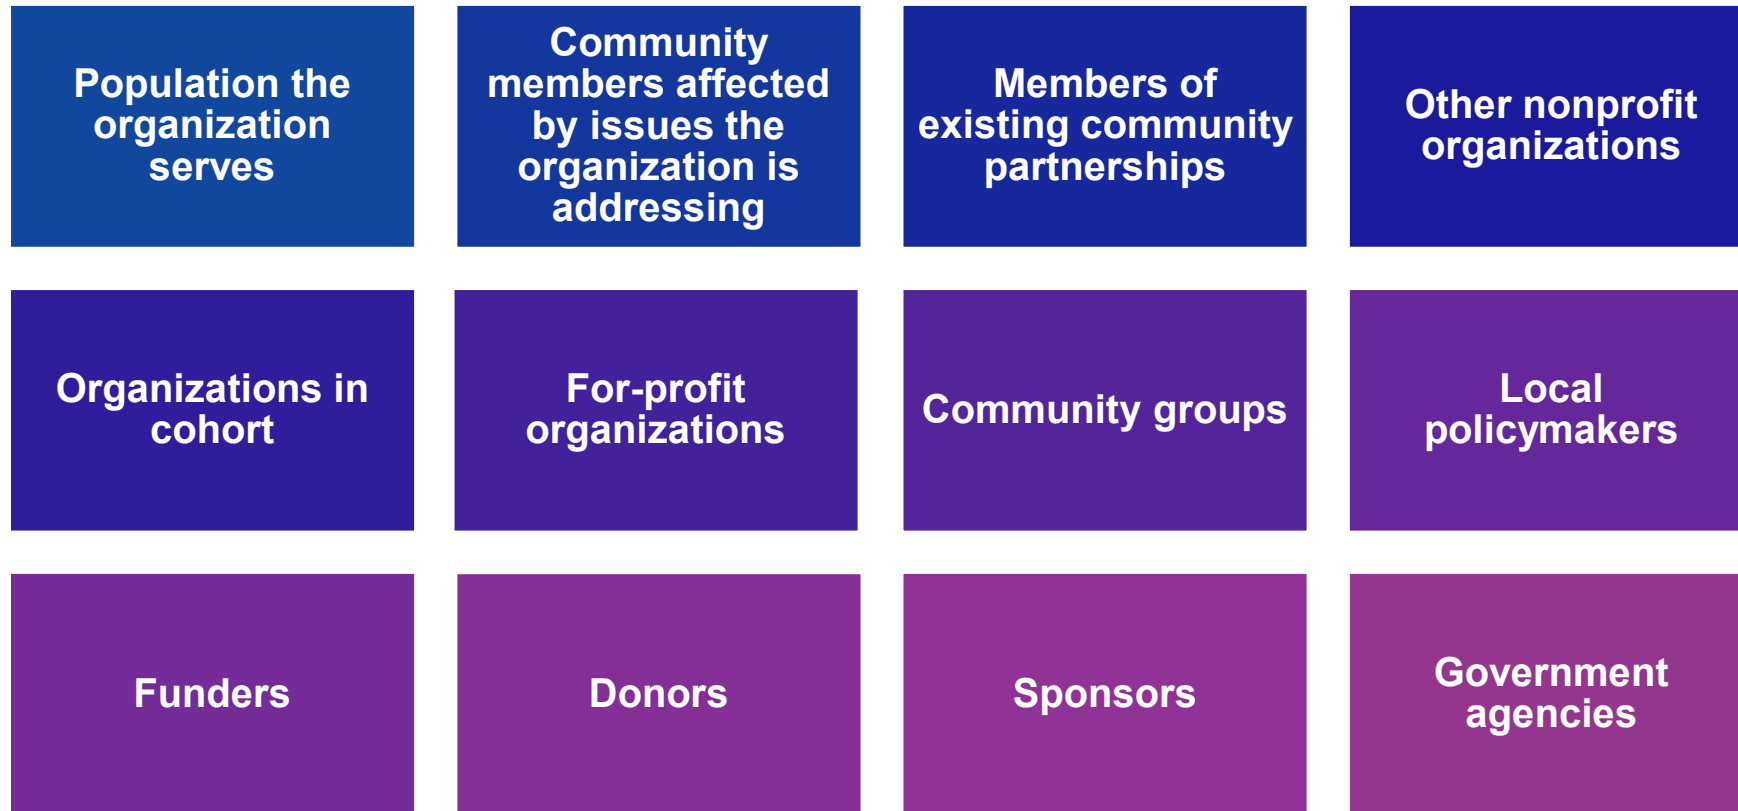 Population the
organization
serves
Community
members affected
by issues the
organization is
addressing
Members of
existing community
partnerships
Other nonprofit
organizations
Organizations in
cohort
For-profit
organizations
Community groups
Local
policymakers
Funders
Donors
Sponsors
Government
agencies